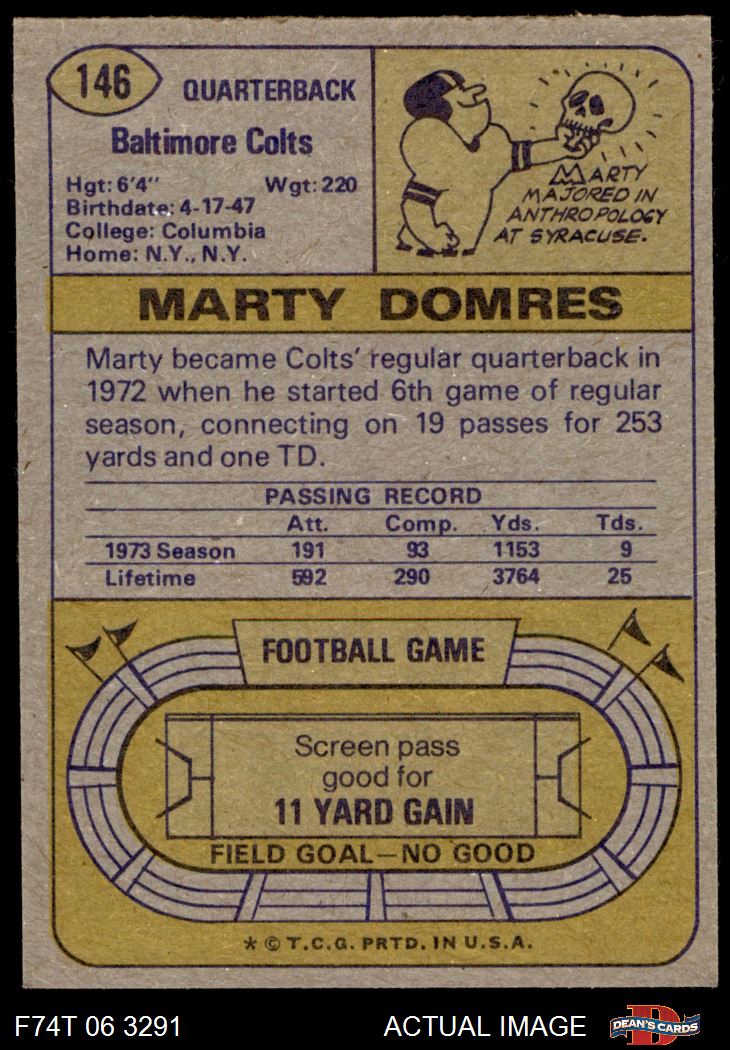 146
QUARTERBACK
Baltimore Colts
Hgt: 6'4" Wgt: 220
Birthdate: 4-17-47
College: Columbia
Home: N.Y., N.Y.
MARTY
MAJORED IN
ANTHROPOLOGY
AT SYRACUSE.
MARTY DOMRES
Marty became Colts' regular quarterback in
1972 when he started 6th game of regular
season, connecting on 19 passes for 253
yards and one TD.
PASSING RECORD
Att. Comp. Yds. Tds.
1973 Season 191 93 1153 9
Lifetime 592 290 3764 25
FOOTBALL GAME
Screen pass
good for
11 YARD GAIN
FIELD GOAL—NO GOOD
* © T.C.G. PRTD. IN U.S.A.
F74T 06 3291 ACTUAL IMAGE
D
DEAN'S CARDS